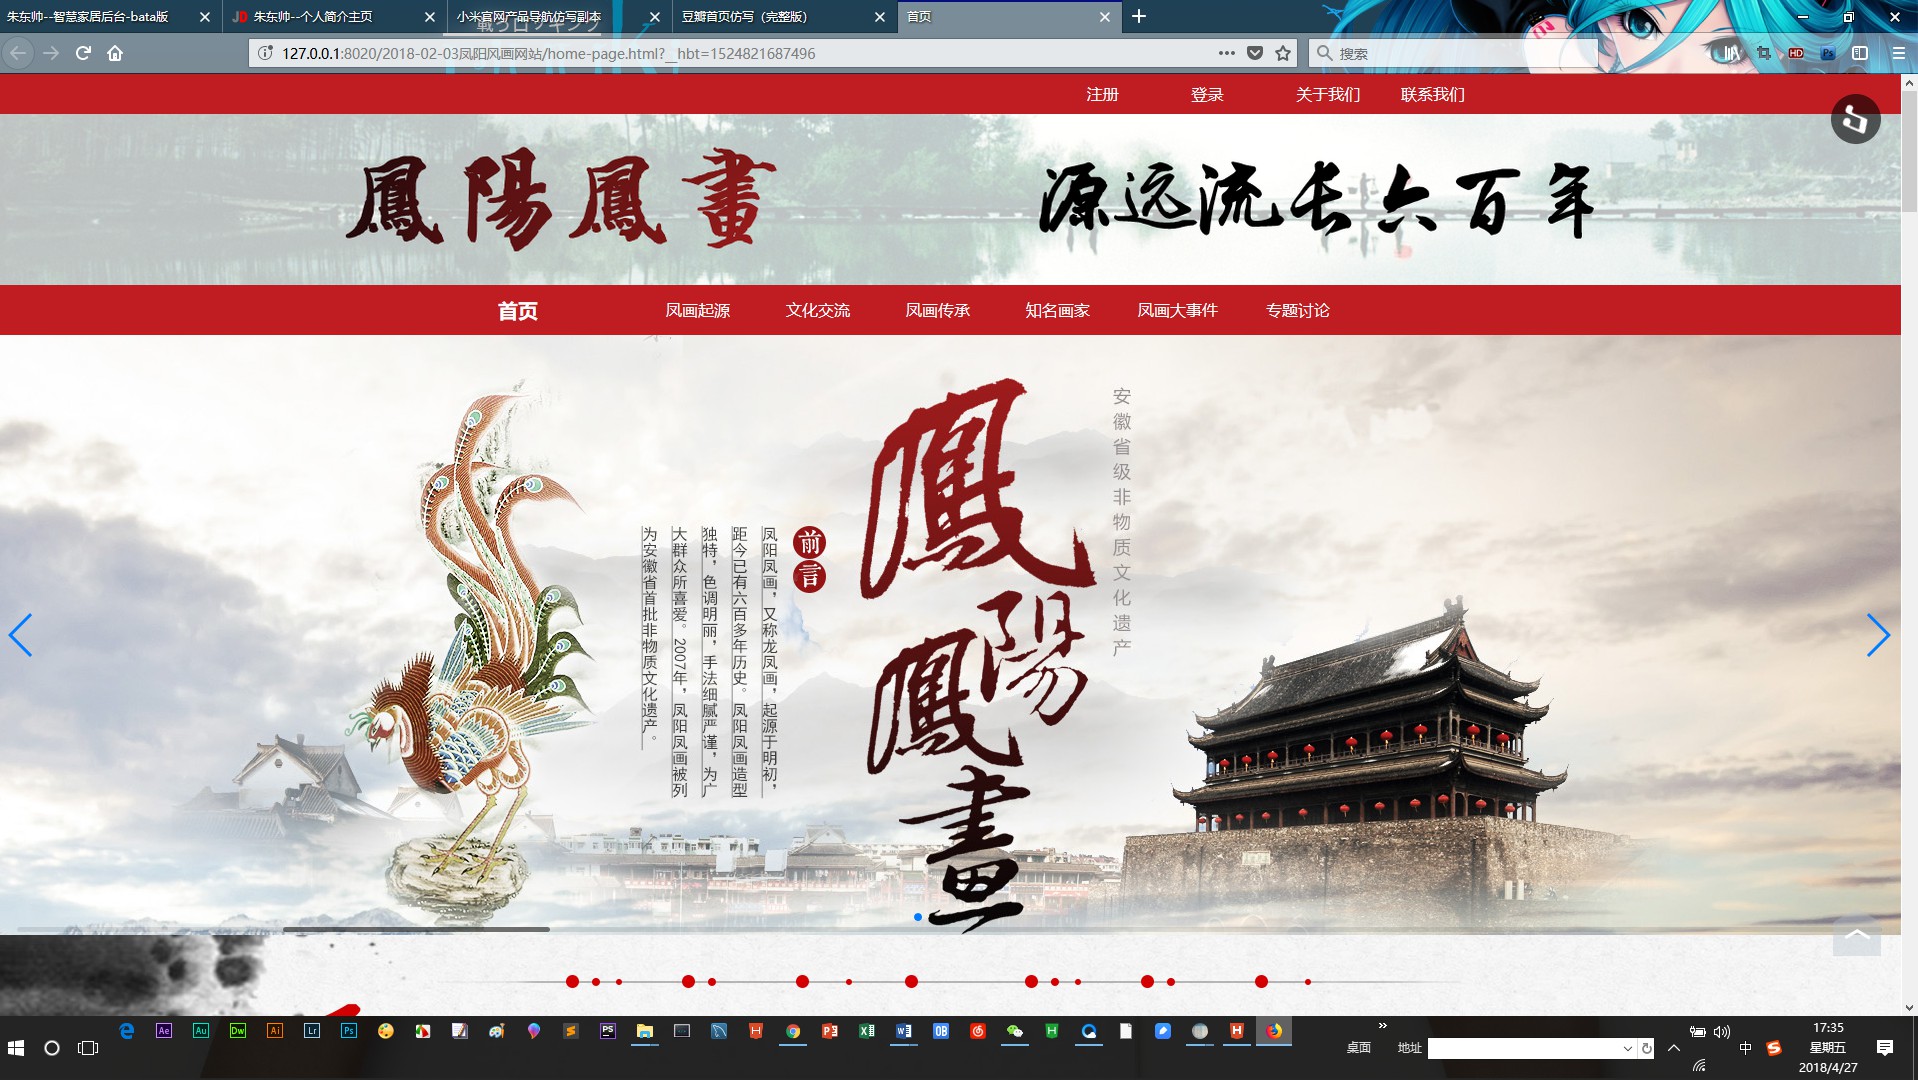 朱东帅--智慧家居后台-bata版
JD 朱东帅--个人简介主页
小米官网产品导航仿写副本
豆瓣首页仿写（完整版）
首页
127.0.0.1:8020/2018-02-03凤阳风画网站/home-page.html?__hbt=1524821687496
搜索
HD
Ps
注册 登录 关于我们 联系我们
鳳陽鳳畫
源远流长六百年
首页 凤画起源 文化交流 凤画传承 知名画家 凤画大事件 专题讨论
安徽省级非物质文化遗产
鳳陽鳳畫
前言
凤阳凤画，又称龙凤画，起源于明初，
距今已有六百多年历史。凤阳凤画造型
独特，色调明丽，手法细腻严谨，为广
大群众所喜爱。2007年，凤阳凤画被列
为安徽省首批非物质文化遗产。
Ae Au Dw Ai Lr Ps
桌面 地址
中
17:35
星期五
2018/4/27